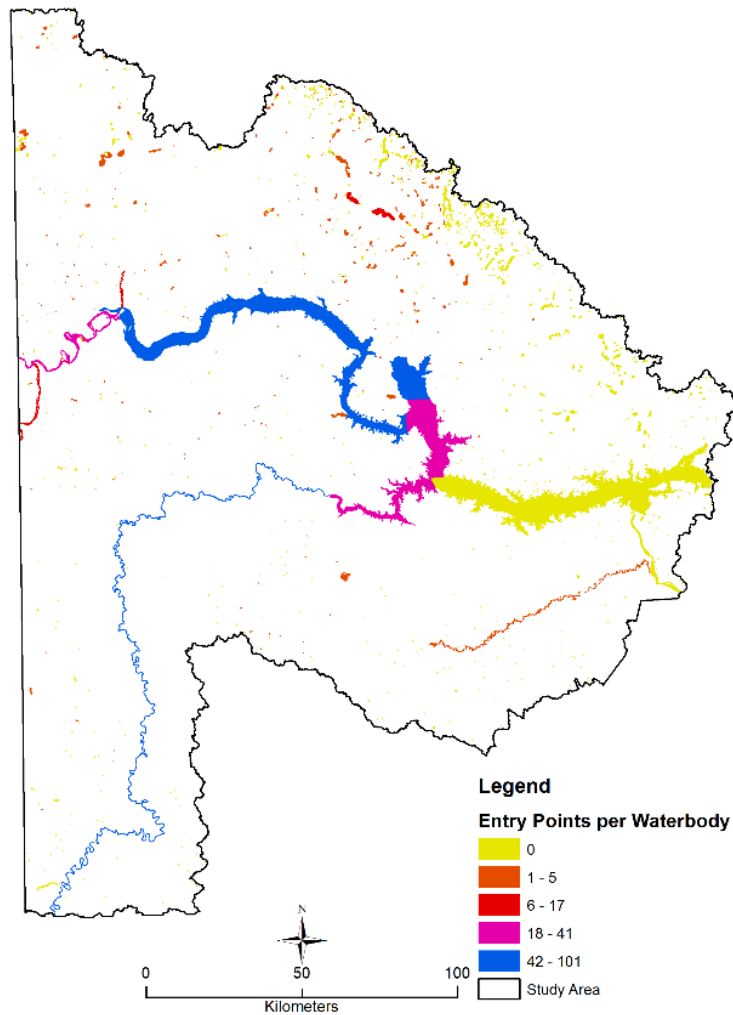 Legend
Entry Points per Waterbody
0
1 - 5
6 - 17
18 - 41
42 - 101
Study Area
N
0 50 100
Kilometers